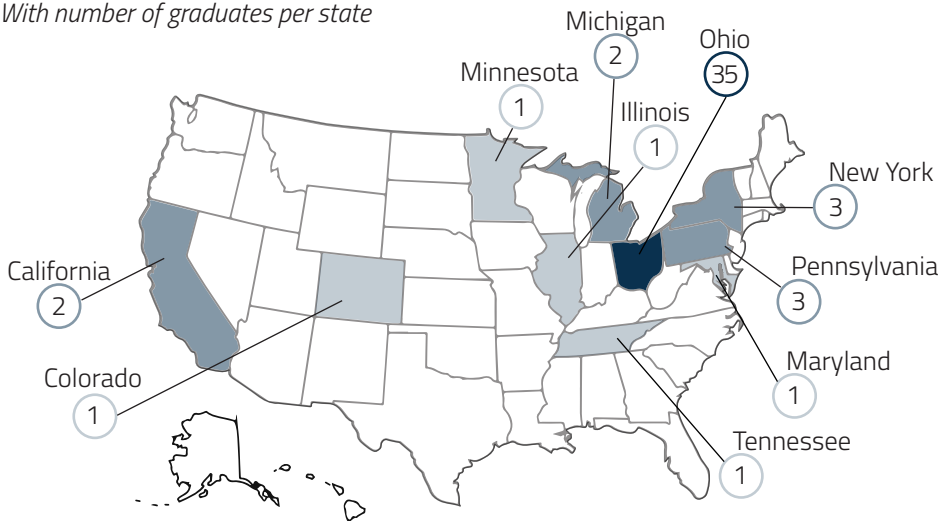 With number of graduates per state
Michigan
2
Ohio
35
Minnesota
1
Illinois
1
New York
3
California
2
Pennsylvania
3
Maryland
1
Colorado
1
Tennessee
1